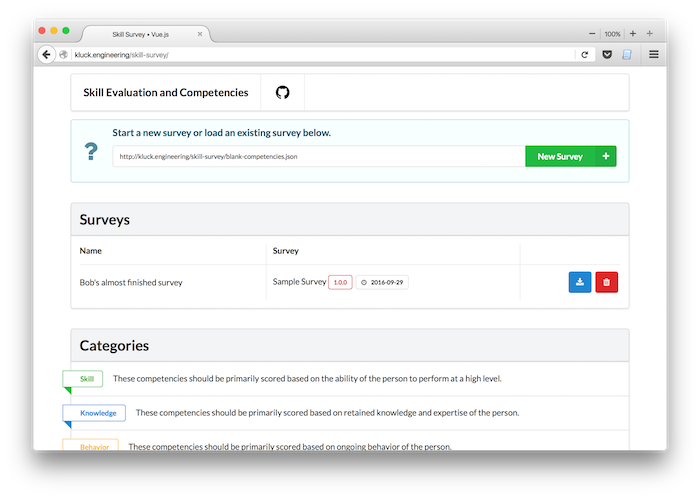 Skill Survey • Vue.js
100%
kluck.engineering/skill-survey/
Skill Evaluation and Competencies
Start a new survey or load an existing survey below.
http://kluck.engineering/skill-survey/blank-competencies.json
New Survey
Surveys
Name Survey
Bob's almost finished survey Sample Survey 1.0.0 2016-09-29
Categories
Skill These competencies should be primarily scored based on the ability of the person to perform at a high level.
Knowledge These competencies should be primarily scored based on retained knowledge and expertise of the person.
Behavior These competencies should be primarily scored based on ongoing behavior of the person.